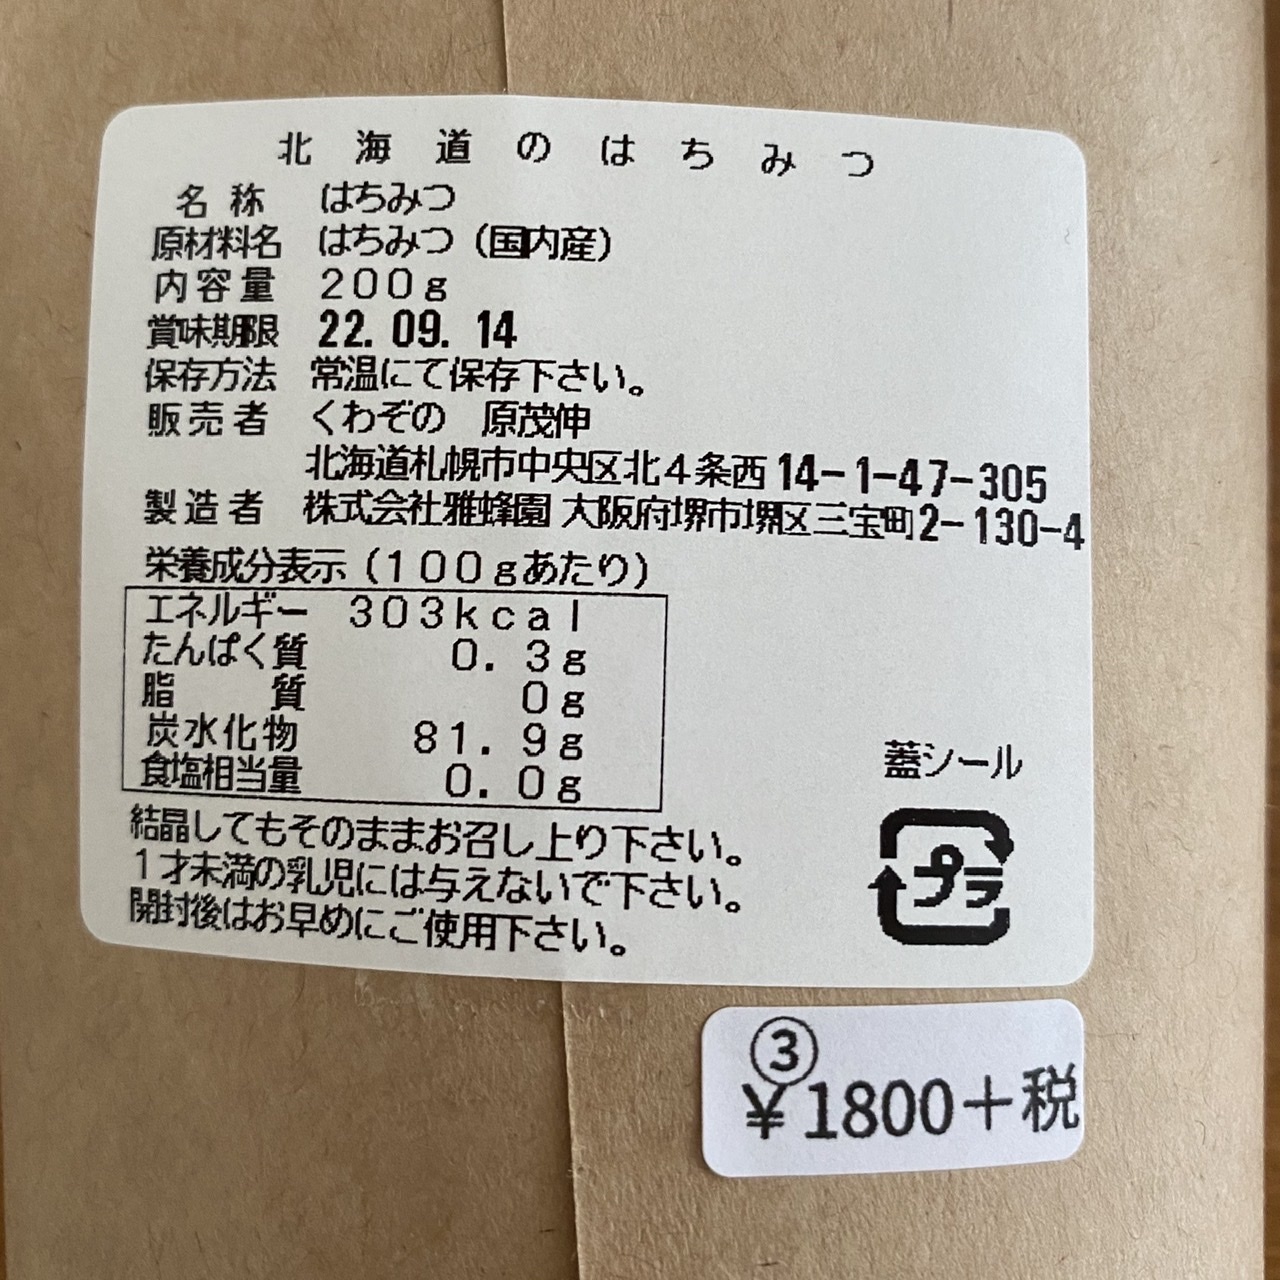 北海道のはちみつ
名称 はちみつ
原材料名 はちみつ(国内産)
内容量 200g
賞味期限 22.09.14
保存方法 常温にて保存下さい。
販売者 くわぞの 原茂伸
北海道札幌市中央区北4条西14-1-47-305
製造者 株式会社雅蜂園 大阪府堺市堺区三宝町2-130-4
栄養成分表示(100gあたり)
エネルギー 303kcal
たんぱく質 0.3g
脂質 0g
炭水化物 81.9g
食塩相当量 0.0g
蓋シール
プラ
結晶してもそのままお召し上り下さい。
1才未満の乳児には与えないで下さい。
開封後はお早めにご使用下さい。
③
¥1800+税